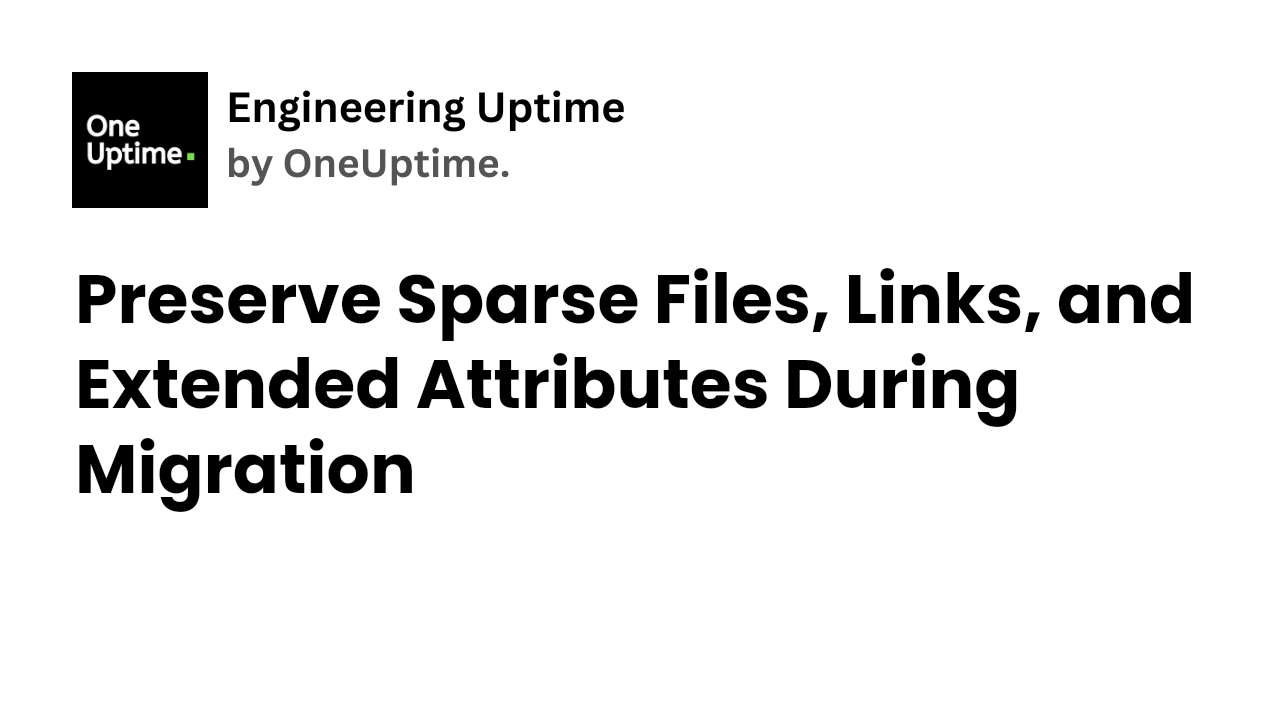 One
Uptime.
Engineering Uptime
by OneUptime.
Preserve Sparse Files, Links, and
Extended Attributes During
Migration